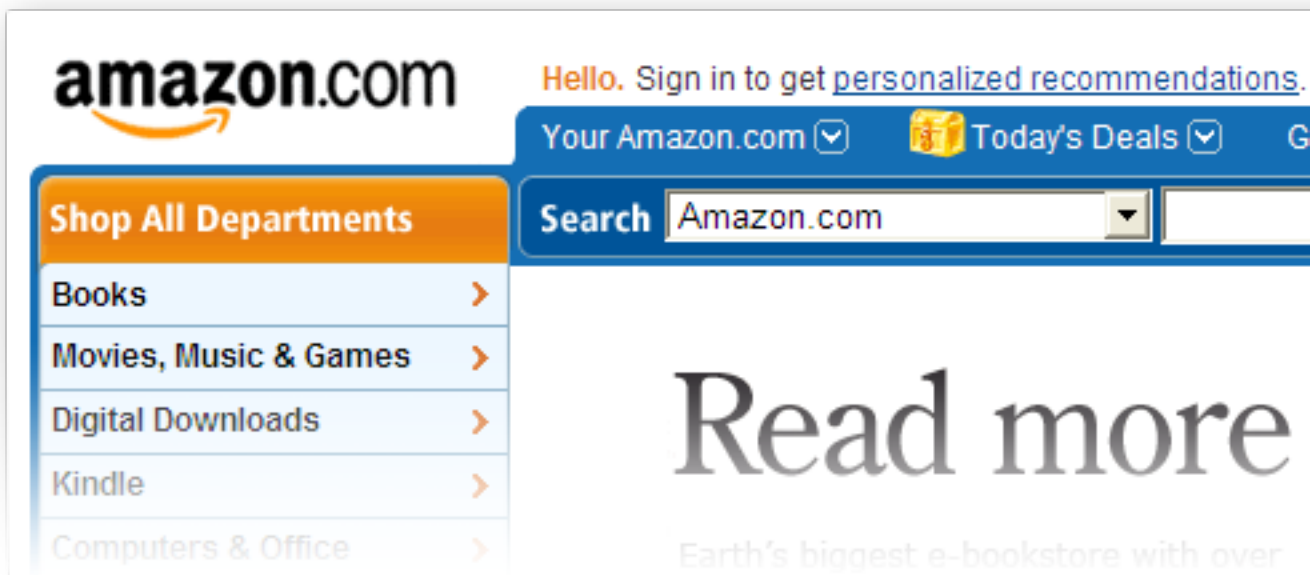 amazon.com
Hello. Sign in to get personalized recommendations.
Your Amazon.com
Today's Deals
G
Shop All Departments
Search
Amazon.com
Books
Movies, Music & Games
Digital Downloads
Kindle
Computers & Office
Read more
Earth's biggest e-bookstore with over